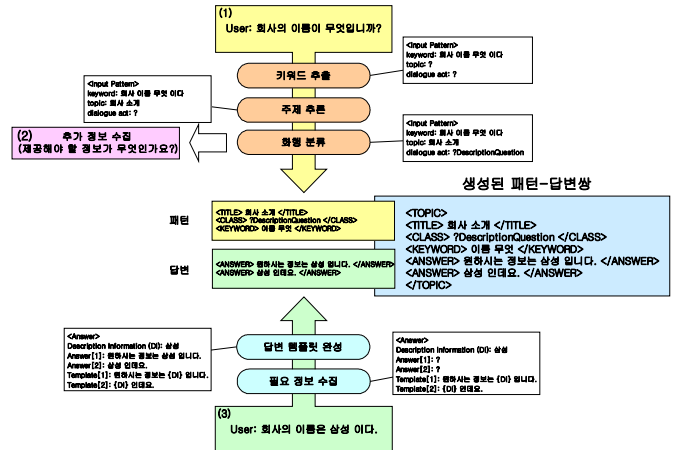 (1)
User: 회사의 이름이 무엇입니까?
키워드 추출
<Input Pattern>
keyword: 회사 이름 무엇 이다
topic: ?
dialogue act: ?
<Input Pattern>
keyword: 회사 이름 무엇 이다
topic: 회사 소개
dialogue act: ?
주제 추론
<Input Pattern>
keyword: 회사 이름 무엇 이다
topic: 회사 소개
dialogue act: ?DescriptionQuestion
화행 분류
(2) 추가 정보 수집
(제공해야 할 정보가 무엇인가요?)
생성된 패턴-답변쌍
패턴
<TITLE> 회사 소개 </TITLE>
<CLASS> ?DescriptionQuestion </CLASS>
<KEYWORD> 이름 무엇 </KEYWORD>
답변
<ANSWER> 원하시는 정보는 삼성 입니다. </ANSWER>
<ANSWER> 삼성 인데요. </ANSWER>
<TOPIC>
<TITLE> 회사 소개 </TITLE>
<CLASS> ?DescriptionQuestion </CLASS>
<KEYWORD> 이름 무엇 </KEYWORD>
<ANSWER> 원하시는 정보는 삼성 입니다. </ANSWER>
<ANSWER> 삼성 인데요. </ANSWER>
</TOPIC>
<Answer>
Description Information (DI): 삼성
Answer[1]: 원하시는 정보는 삼성 입니다.
Answer[2]: 삼성 인데요.
Template[1]: 원하시는 정보는 {DI} 입니다.
Template[2]: {DI} 인데요.
답변 템플릿 완성
<Answer>
Description Information (DI): 삼성
Answer[1]: ?
Answer[2]: ?
Template[1]: 원하시는 정보는 {DI} 입니다.
Template[2]: {DI} 인데요.
필요 정보 수집
(3)
User: 회사의 이름은 삼성 이다.